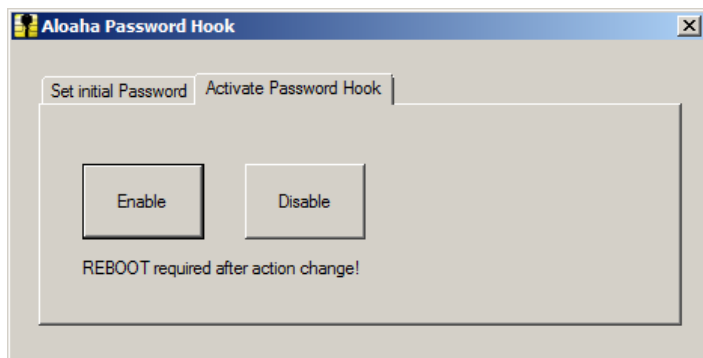 Aloaha Password Hook
Set initial Password
Activate Password Hook
Enable
Disable
REBOOT required after action change!